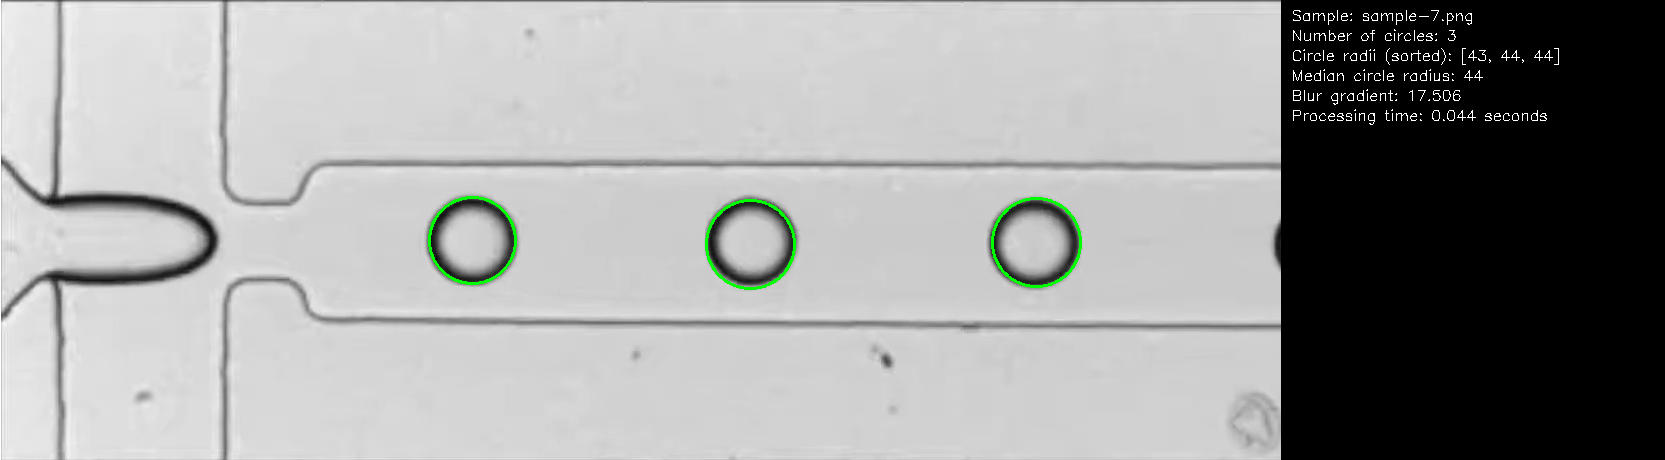 Sample: sample-7.png
Number of circles: 3
Circle radii (sorted): [43, 44, 44]
Median circle radius: 44
Blur gradient: 17.506
Processing time: 0.044 seconds